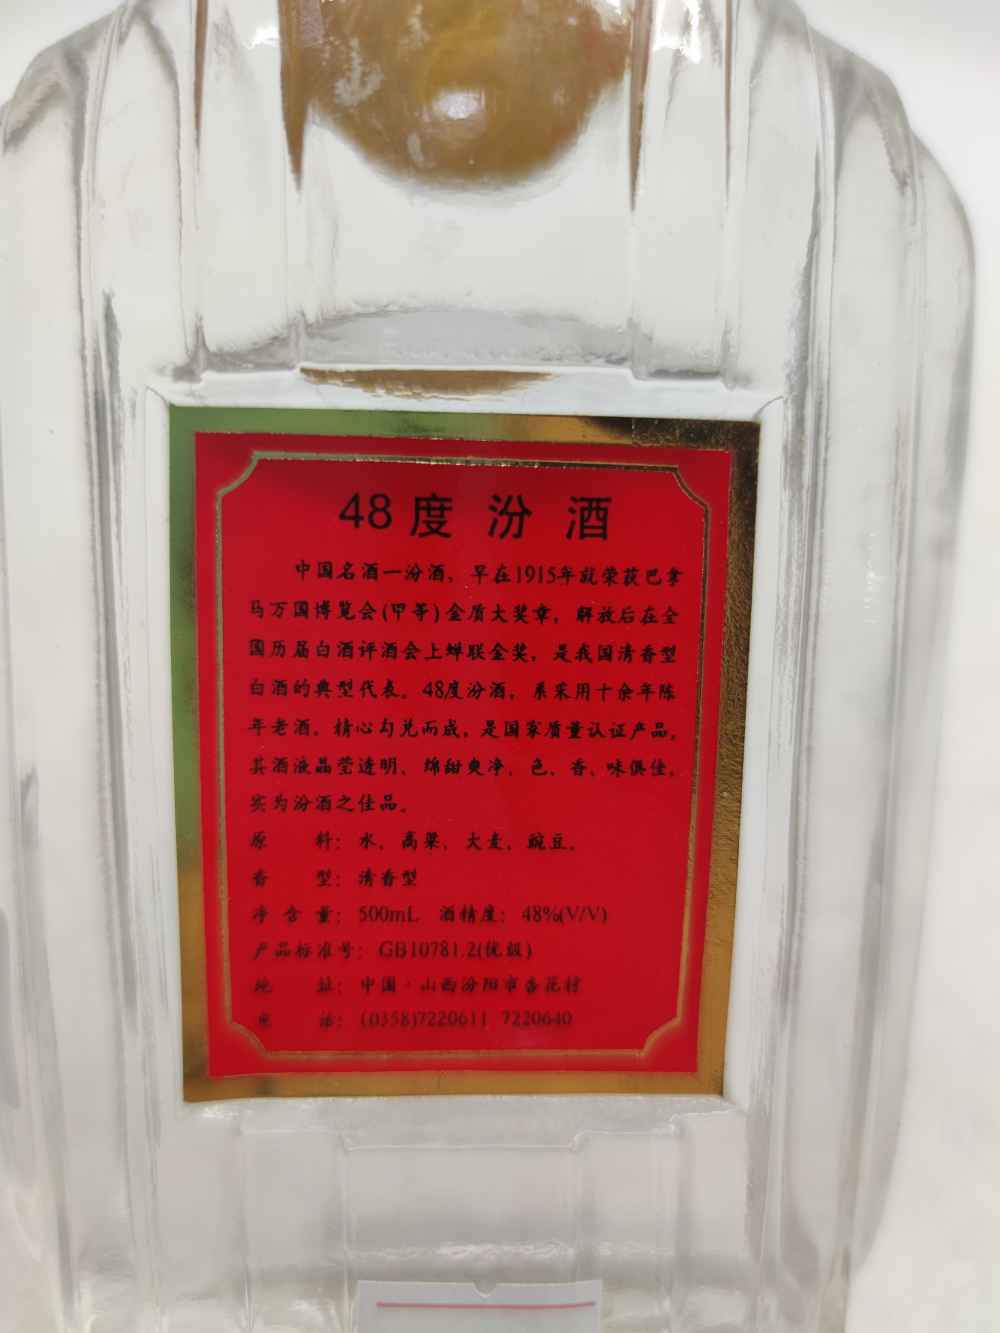 48度汾酒
中国名酒一汾酒，早在1915年就荣获巴拿
马万国博览会(甲等)金质大奖章，解放后在全
国历届白酒评酒会上蝉联金奖，是我国清香型
白酒的典型代表。48度汾酒，系采用十余年陈
年老酒，精心勾兑而成，是国家质量认证产品，
其酒液晶莹透明、绵甜爽净、色、香、味俱佳，
实为汾酒之佳品。
原 料：水、高粱、大麦、豌豆。
香 型：清香型
净含量：500mL 酒精度：48%(V/V)
产品标准号：GB10781.2(优级)
地 址：中国·山西汾阳市杏花村
电 话：(0358)7220611 7220640